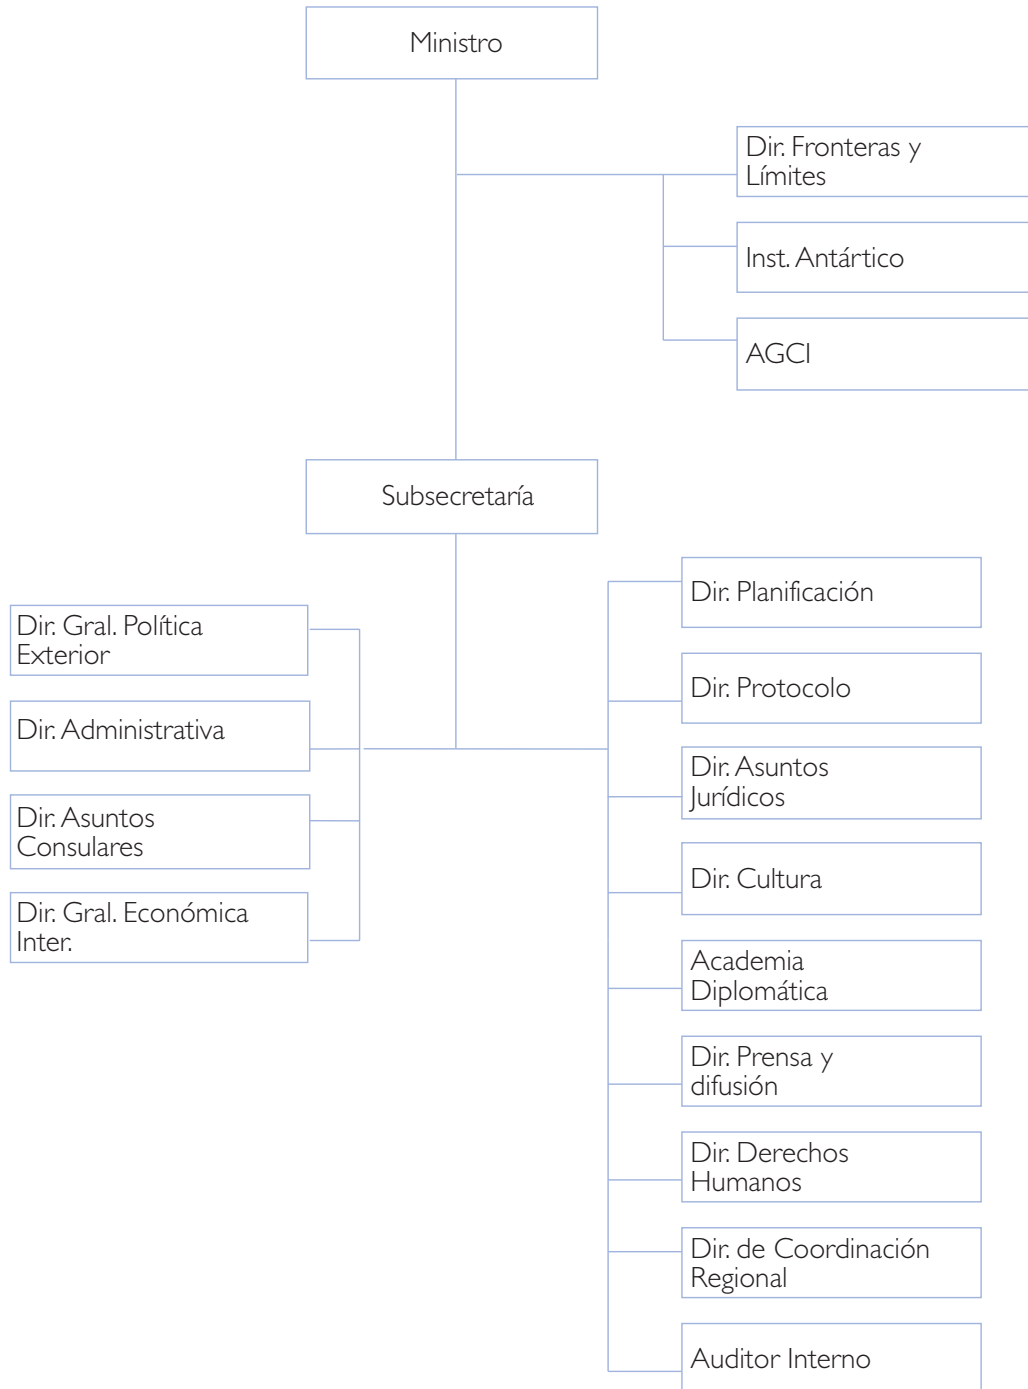 Ministro
Dir. Fronteras y
Límites
Inst. Antártico
AGCI
Subsecretaría
Dir. Gral. Política
Exterior
Dir. Administrativa
Dir. Asuntos
Consulares
Dir. Gral. Económica
Inter.
Dir. Planificación
Dir. Protocolo
Dir. Asuntos
Jurídicos
Dir. Cultura
Academia
Diplomática
Dir. Prensa y
difusión
Dir. Derechos
Humanos
Dir. de Coordinación
Regional
Auditor Interno